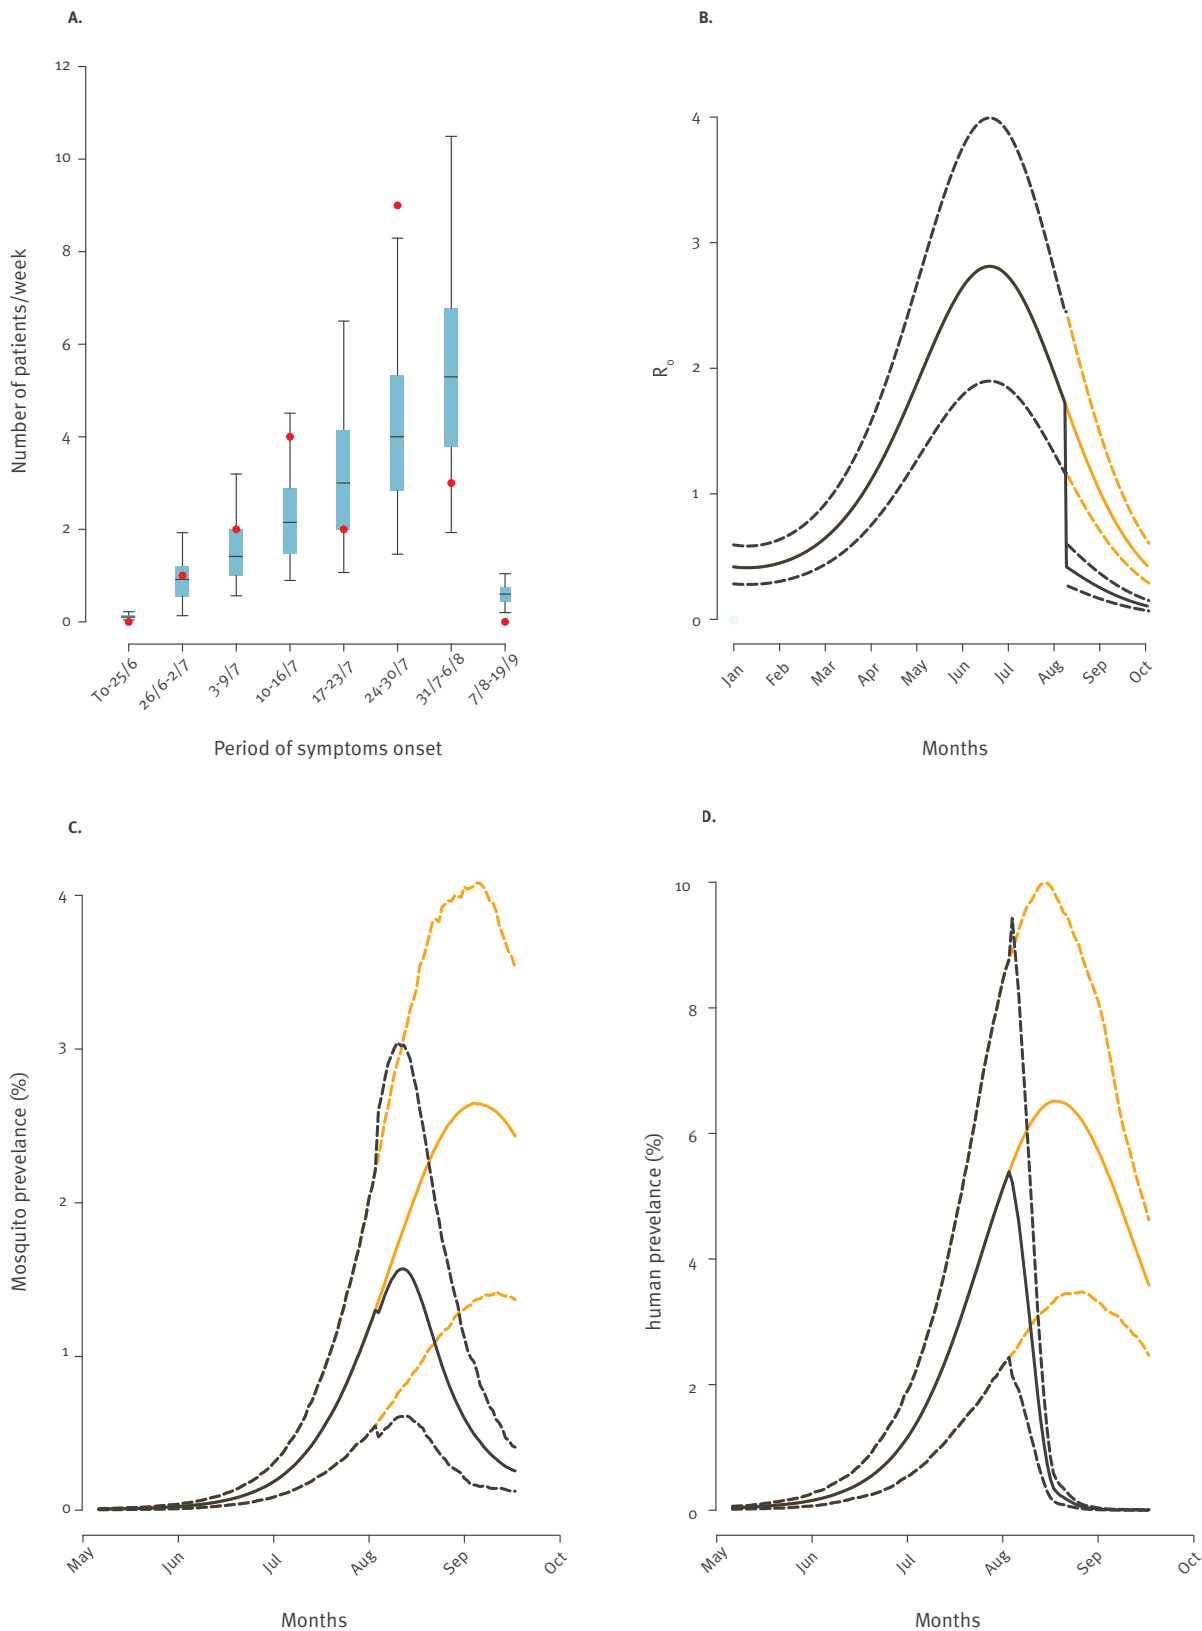 A.
12
10
8
6
4
2
0
Number of patients/week
To-25/6
26/6-2/7
3-9/7
10-16/7
17-23/7
24-30/7
31/7-6/8
7/8-19/9
Period of symptoms onset
B.
4
3
2
1
0
R₀
Jan
Feb
Mar
Apr
May
Jun
Jul
Aug
Sep
Oct
Months
C.
4
3
2
1
0
Mosquito prevelance (%)
May
Jun
Jul
Aug
Sep
Oct
Months
D.
10
8
6
4
2
0
human prevelance (%)
May
Jun
Jul
Aug
Sep
Oct
Months